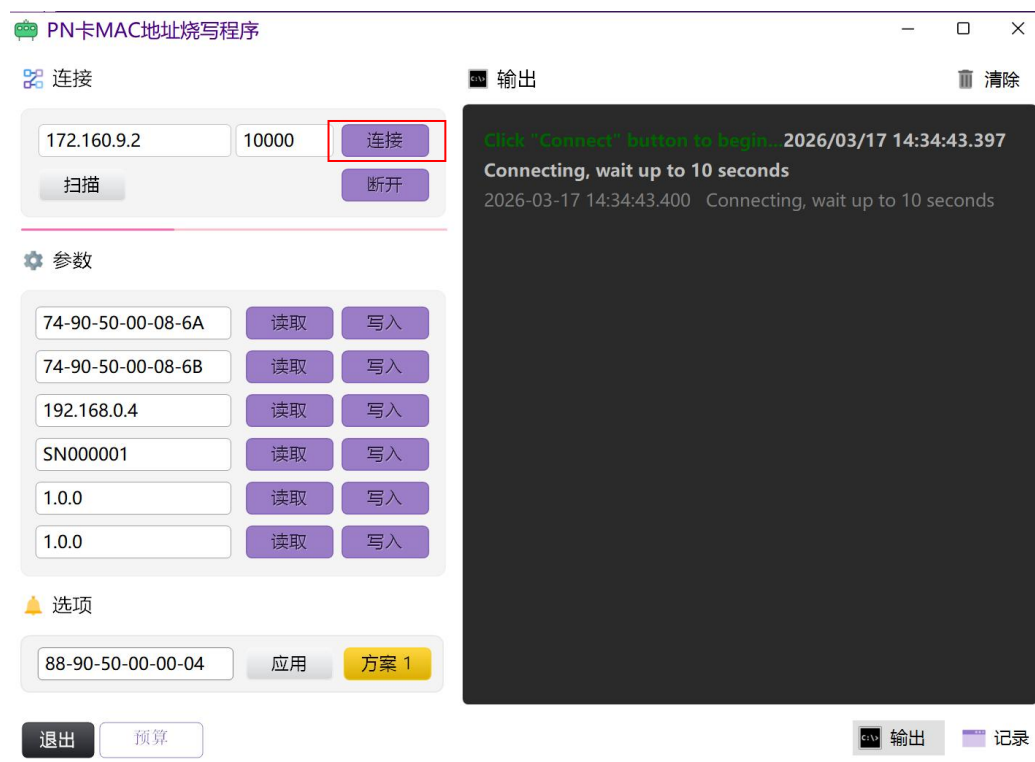 PN卡MAC地址烧写程序
连接
172.160.9.2 10000 连接
扫描 断开
参数
74-90-50-00-08-6A 读取 写入
74-90-50-00-08-6B 读取 写入
192.168.0.4 读取 写入
SN000001 读取 写入
1.0.0 读取 写入
1.0.0 读取 写入
选项
88-90-50-00-00-04 应用 方案 1
退出 预算
输出 清除
Click "Connect" button to begin...2026/03/17 14:34:43.397
Connecting, wait up to 10 seconds
2026-03-17 14:34:43.400 Connecting, wait up to 10 seconds
输出 记录